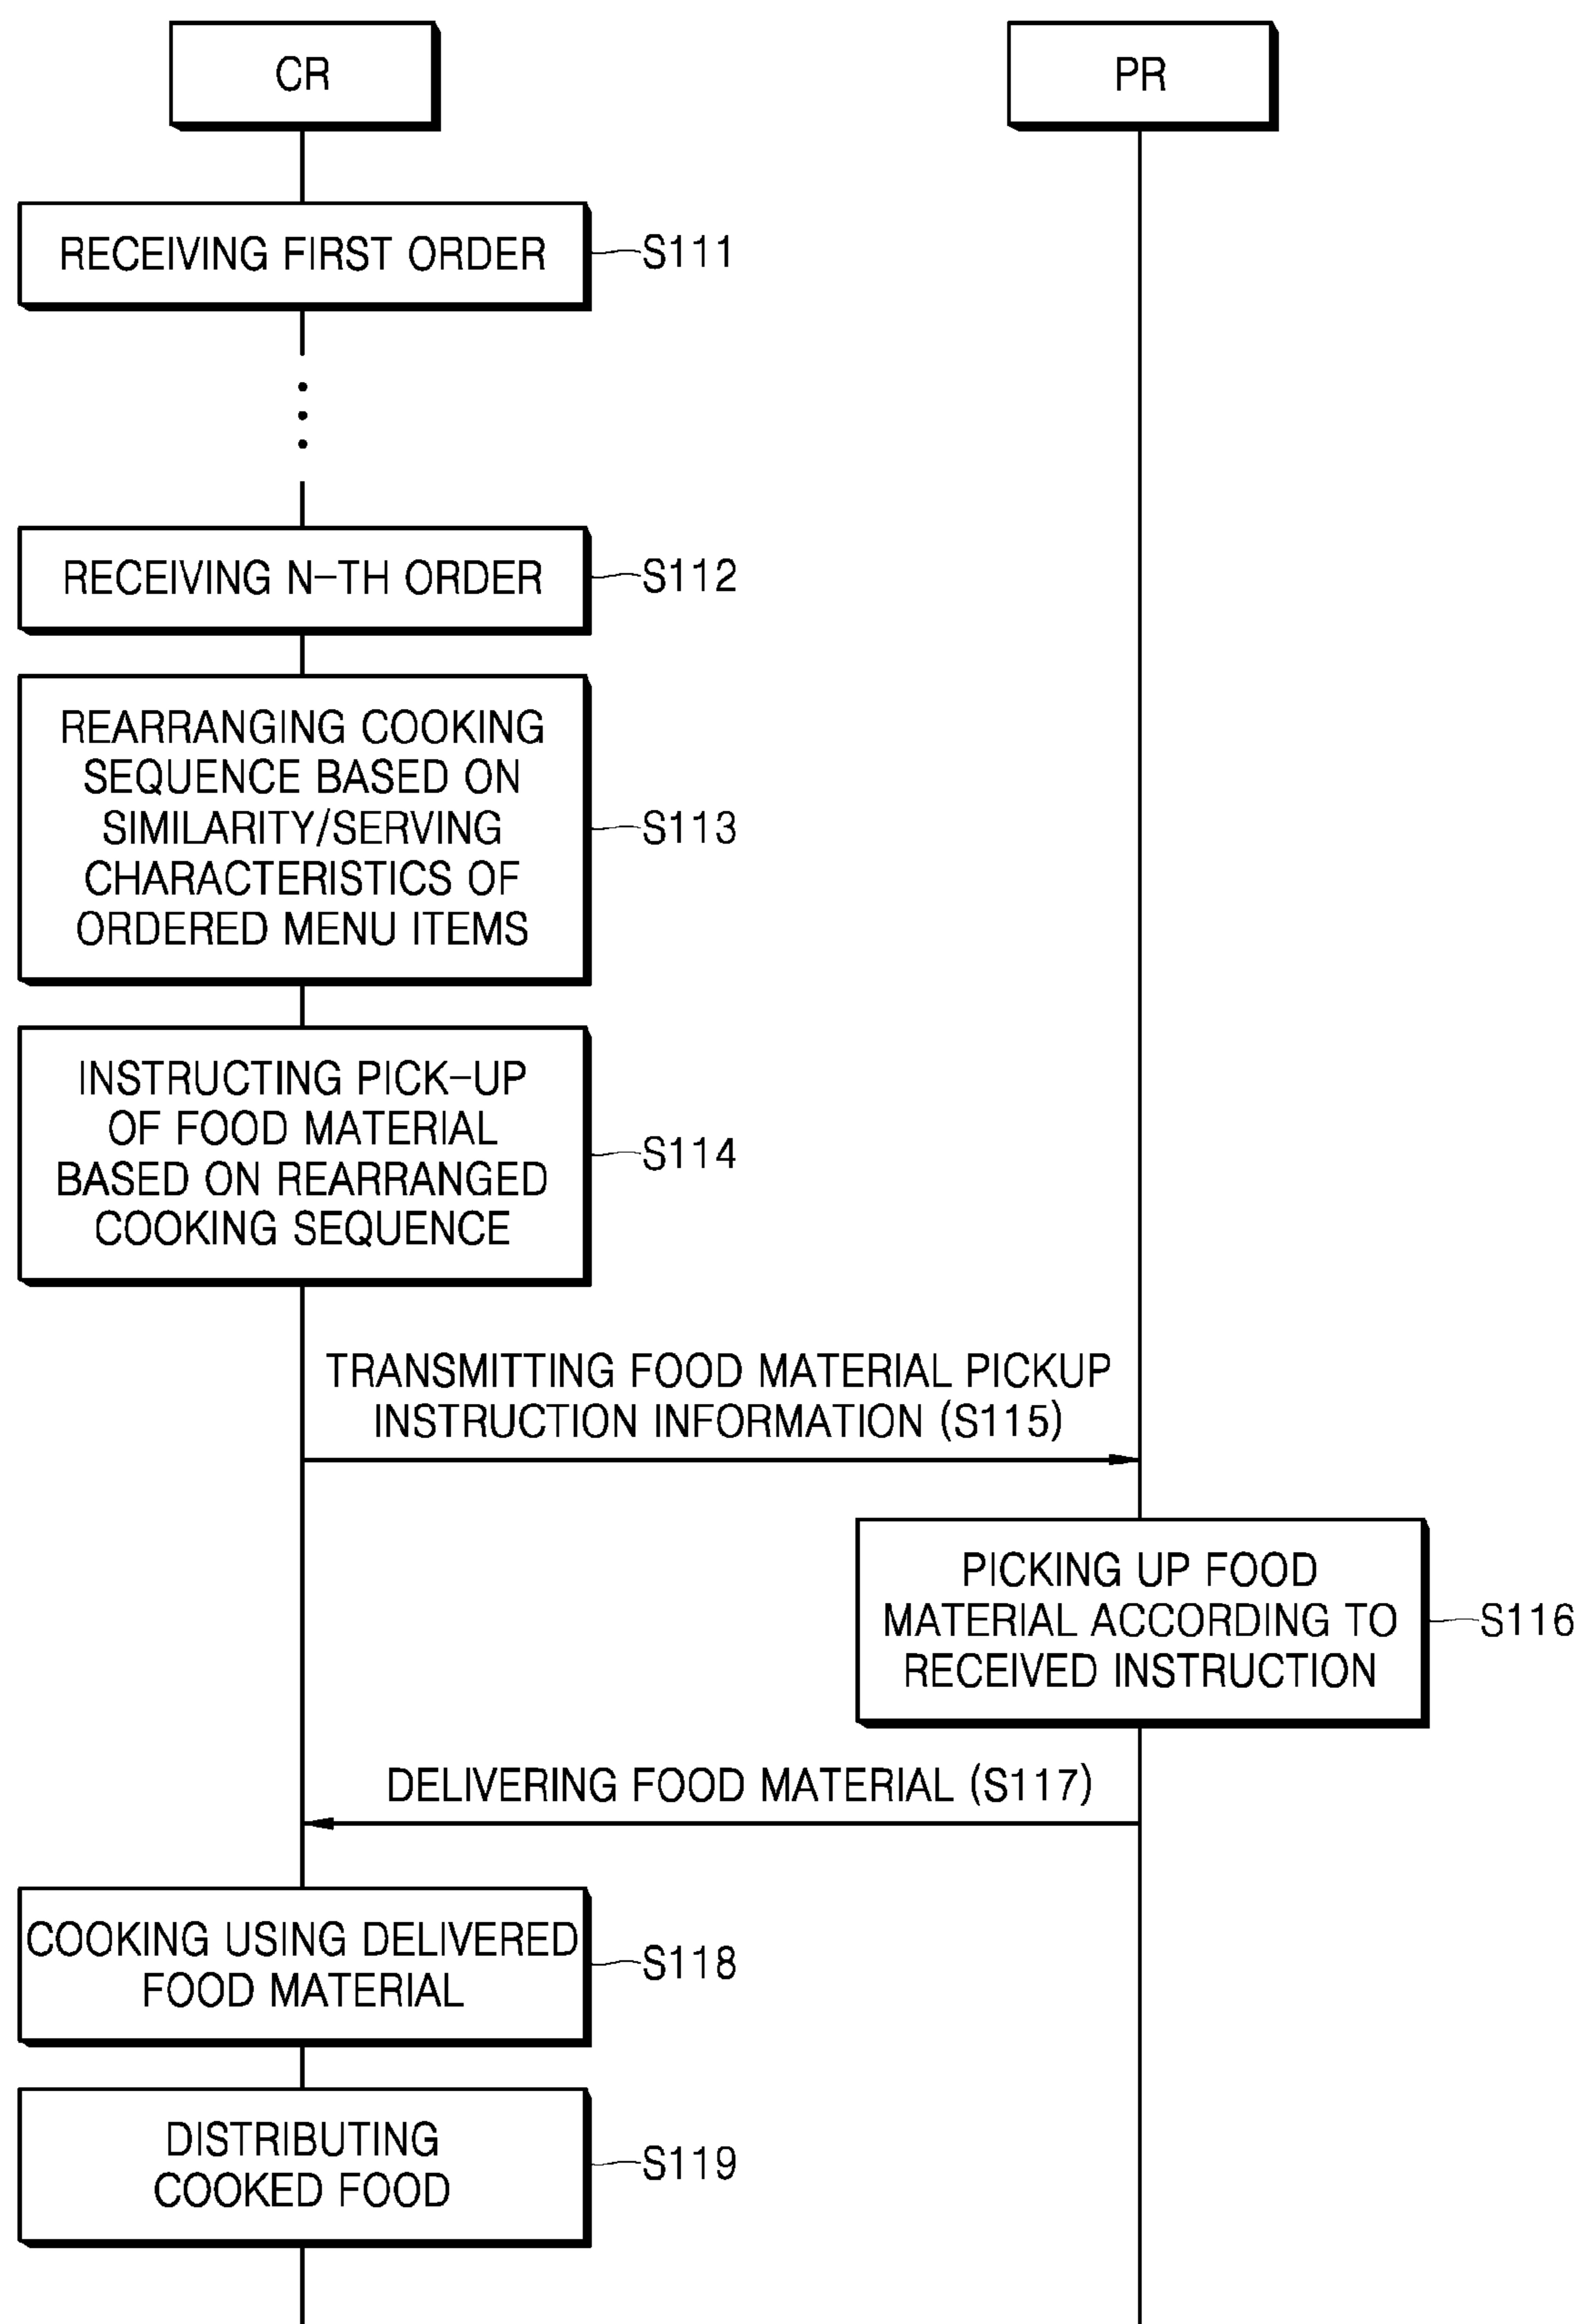 CR
PR
RECEIVING FIRST ORDER
S111
RECEIVING N-TH ORDER
S112
REARRANGING COOKING
SEQUENCE BASED ON
SIMILARITY/SERVING
CHARACTERISTICS OF
ORDERED MENU ITEMS
S113
INSTRUCTING PICK-UP
OF FOOD MATERIAL
BASED ON REARRANGED
COOKING SEQUENCE
S114
TRANSMITTING FOOD MATERIAL PICKUP
INSTRUCTION INFORMATION (S115)
PICKING UP FOOD
MATERIAL ACCORDING TO
RECEIVED INSTRUCTION
S116
DELIVERING FOOD MATERIAL (S117)
COOKING USING DELIVERED
FOOD MATERIAL
S118
DISTRIBUTING
COOKED FOOD
S119